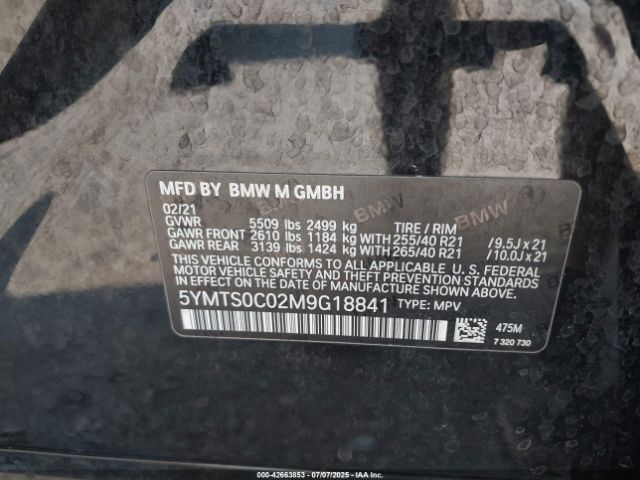 MFD BY BMW M GMBH
02/21
GVWR 5509 lbs 2499 kg TIRE / RIM
GAWR FRONT 2610 lbs 1184 kg WITH 255/40 R21 /9.5J x 21
GAWR REAR 3139 lbs 1424 kg WITH 265/40 R21 /10.0J x 21
THIS VEHICLE CONFORMS TO ALL APPLICABLE U.S. FEDERAL
MOTOR VEHICLE SAFETY, BUMPER, AND THEFT PREVENTION STANDARDS
IN EFFECT ON THE DATE OF MANUFACTURE SHOWN ABOVE.
5YMTS0C02M9G18841 TYPE: MPV
475M
7 320 730
BMW
BMW
BMW
000-42663853 - 07/07/2025 - IAA Inc.